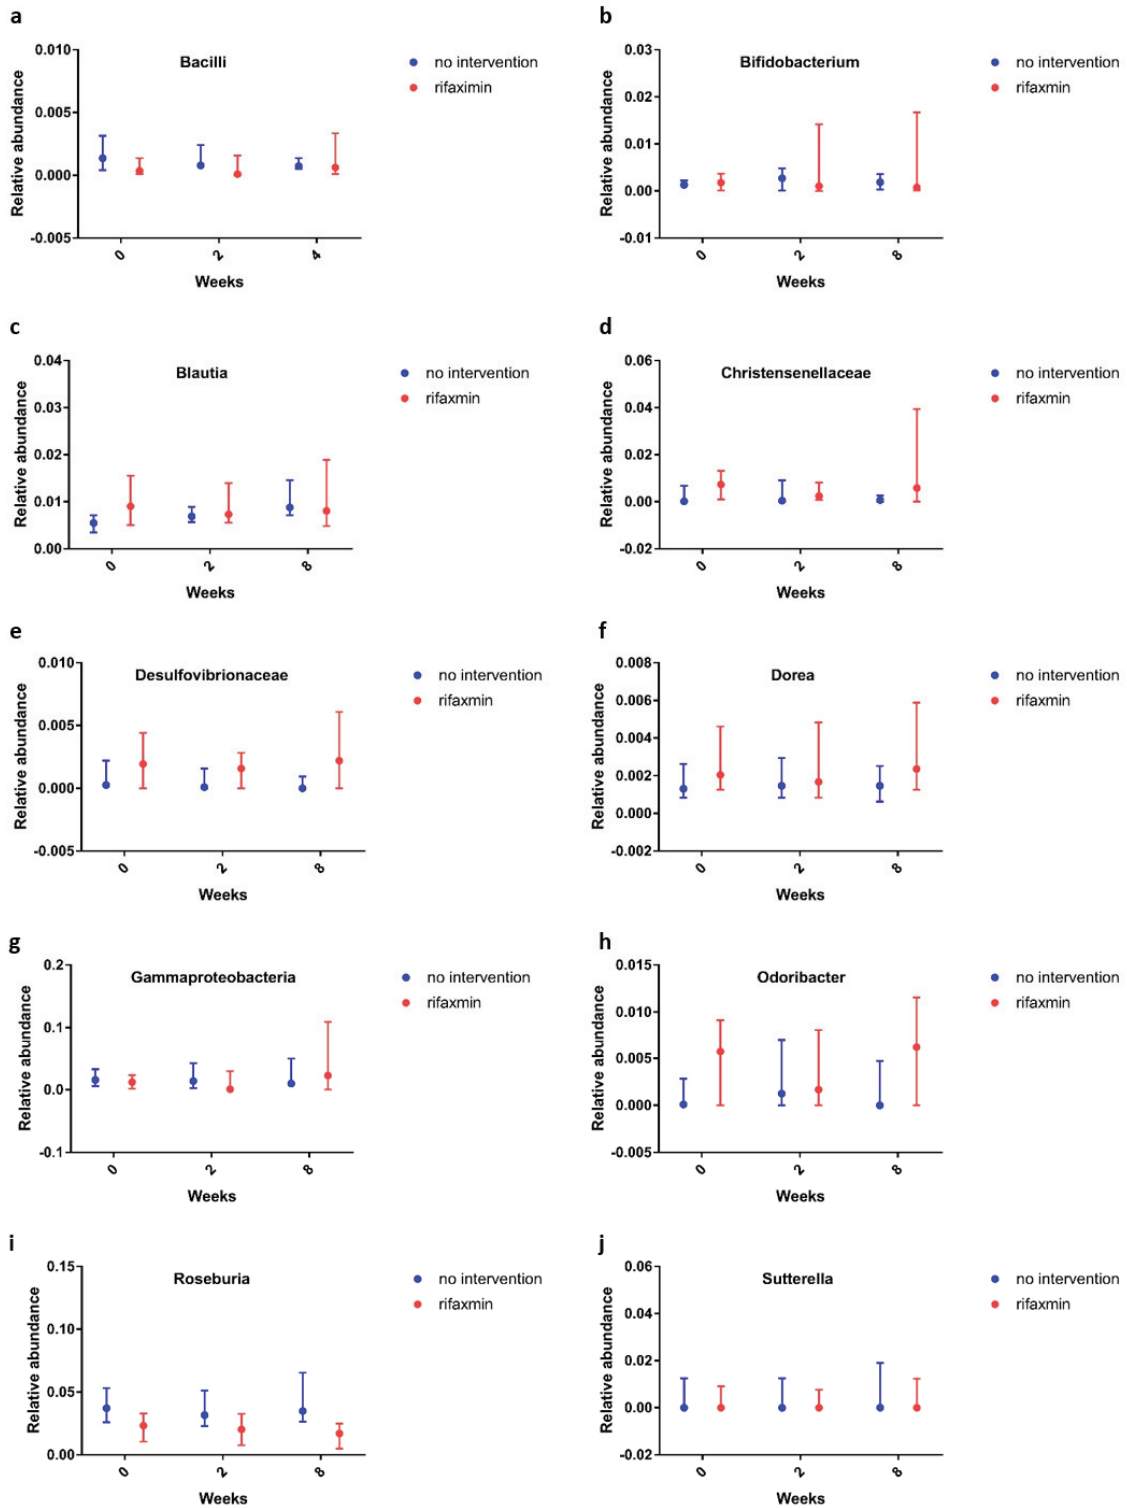 a
Bacilli
no intervention
rifaximin
Relative abundance
0.010
0.005
0.000
-0.005
0
2
4
Weeks
b
Bifidobacterium
no intervention
rifaxmin
Relative abundance
0.03
0.02
0.01
0.00
-0.01
0
2
8
Weeks
c
Blautia
no intervention
rifaxmin
Relative abundance
0.04
0.03
0.02
0.01
0.00
0
2
8
Weeks
d
Christensenellaceae
no intervention
rifaxmin
Relative abundance
0.06
0.04
0.02
0.00
-0.02
0
2
8
Weeks
e
Desulfovibrionaceae
no intervention
rifaxmin
Relative abundance
0.010
0.005
0.000
-0.005
0
2
8
Weeks
f
Dorea
no intervention
rifaxmin
Relative abundance
0.008
0.006
0.004
0.002
0.000
-0.002
0
2
8
Weeks
g
Gammaproteobacteria
no intervention
rifaxmin
Relative abundance
0.2
0.1
0.0
-0.1
0
2
8
Weeks
h
Odoribacter
no intervention
rifaxmin
Relative abundance
0.015
0.010
0.005
0.000
-0.005
0
2
8
Weeks
i
Roseburia
no intervention
rifaxmin
Relative abundance
0.15
0.10
0.05
0.00
0
2
8
Weeks
j
Sutterella
no intervention
rifaxmin
Relative abundance
0.06
0.04
0.02
0.00
-0.02
0
2
8
Weeks